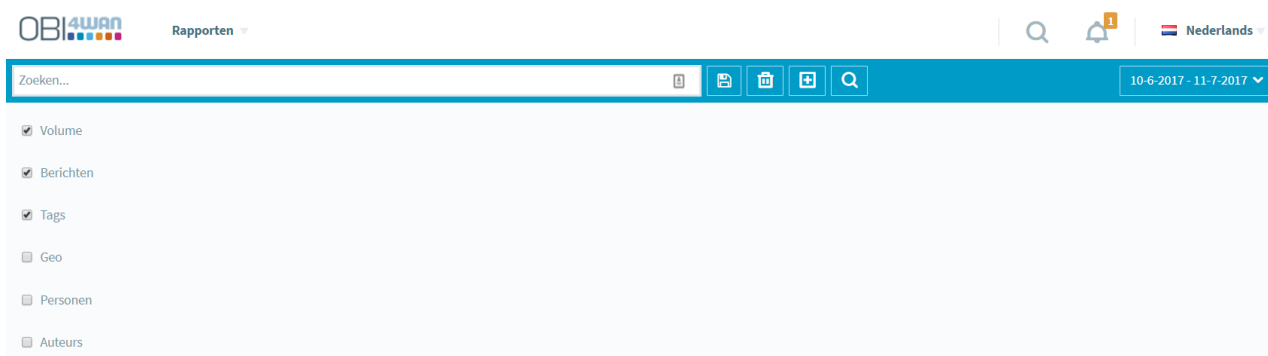 OBI4wan Rapporten 1 Nederlands
Zoeken... 10-6-2017 - 11-7-2017
Volume
Berichten
Tags
Geo
Personen
Auteurs